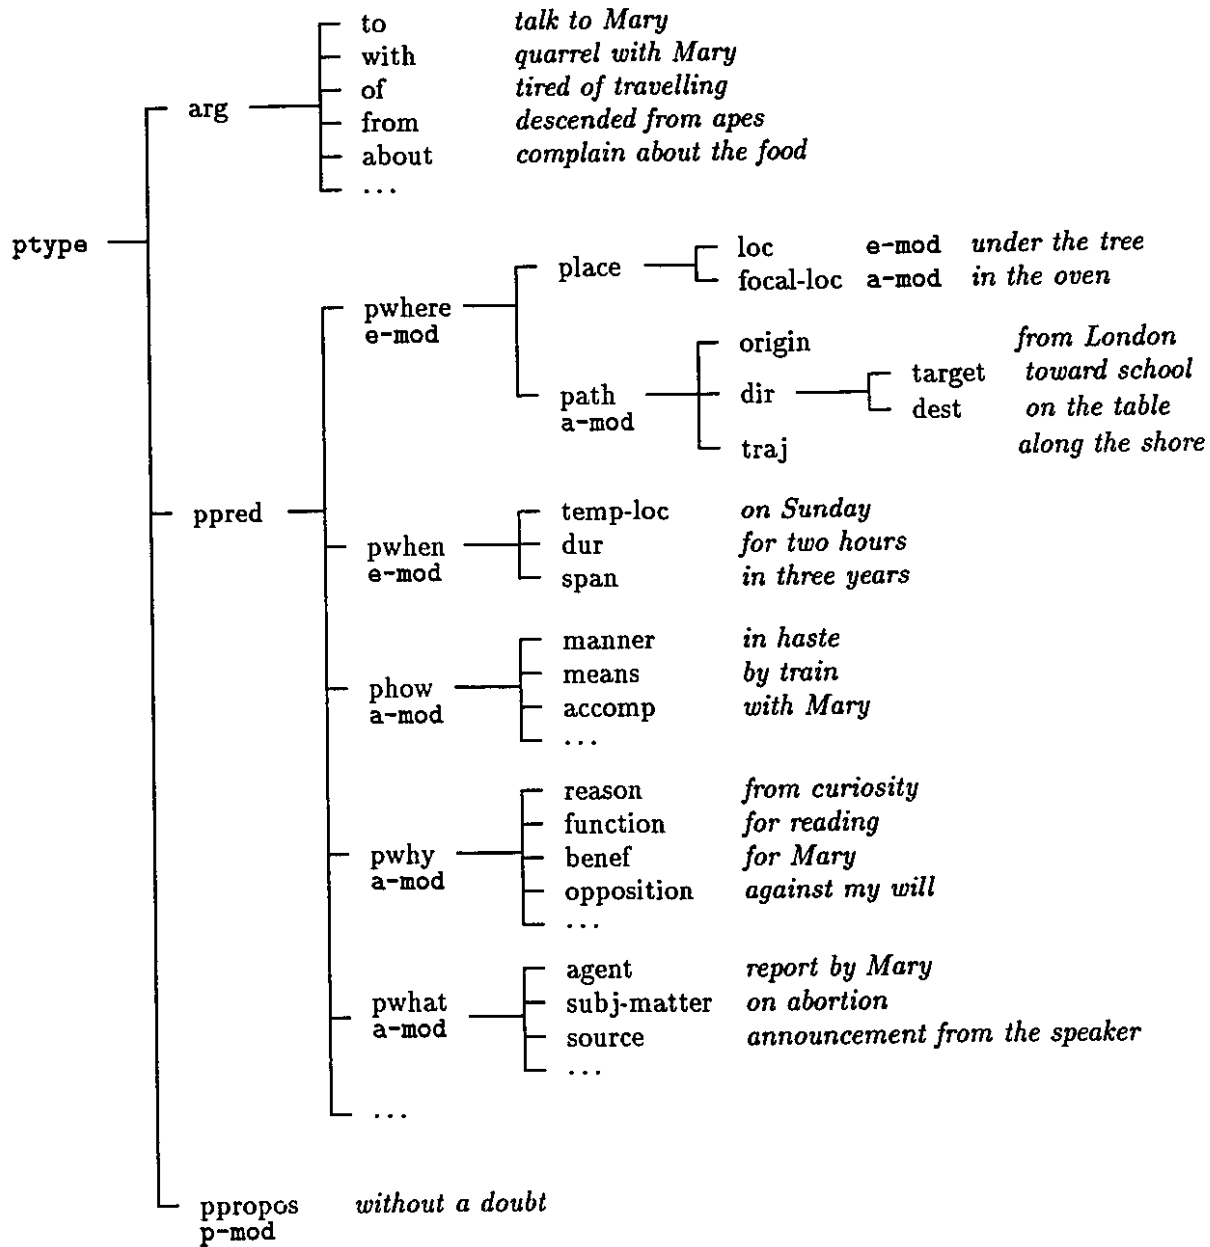 to talk to Mary
with quarrel with Mary
of tired of travelling
arg
from descended from apes
about complain about the food
...
ptype
loc e-mod under the tree
place
focal-loc a-mod in the oven
pwhere
e-mod
origin from London
target toward school
path dir
a-mod
dest on the table
traj along the shore
ppred
temp-loc on Sunday
pwhen dur for two hours
e-mod
span in three years
manner in haste
means by train
phow
a-mod
accomp with Mary
...
reason from curiosity
function for reading
pwhy benef for Mary
a-mod
opposition against my will
...
agent report by Mary
pwhat subj-matter on abortion
a-mod
source announcement from the speaker
...
...
ppropos without a doubt
p-mod